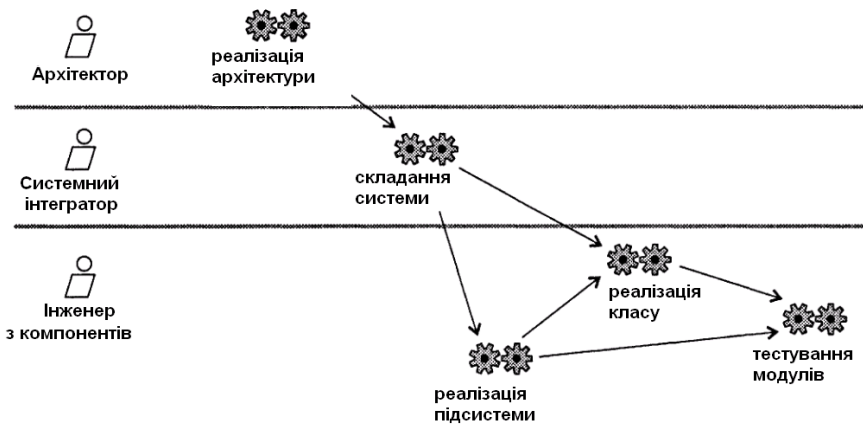 Архітектор
реалізація
архітектури
Системний
інтегратор
складання
системи
Інженер
з компонентів
реалізація
класу
тестування
модулів
реалізація
підсистеми